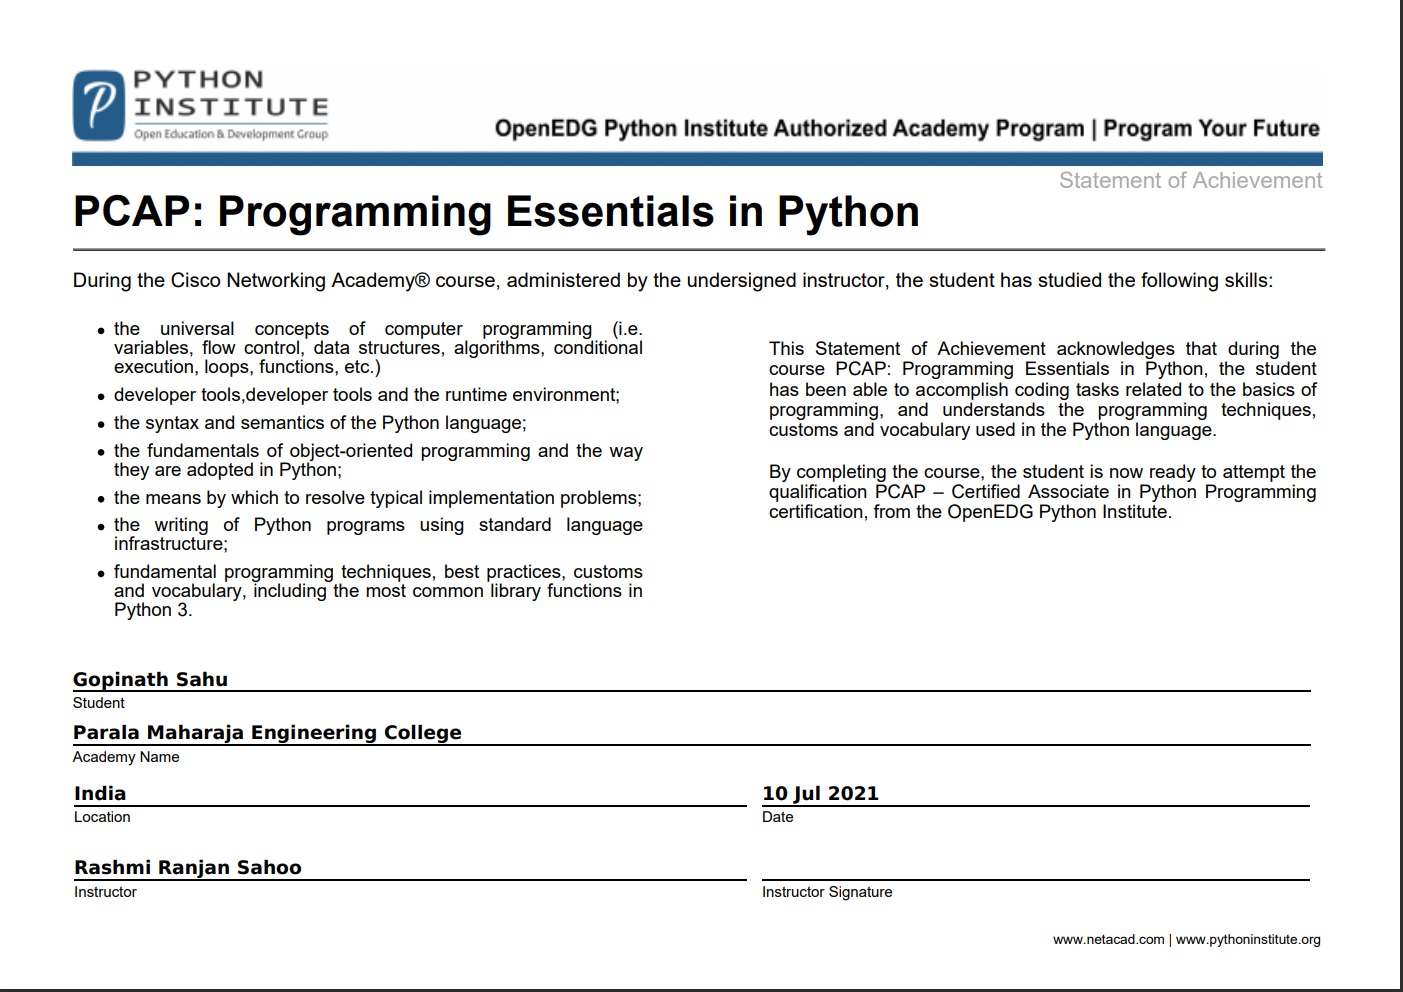 PYTHON
INSTITUTE
Open Education & Development Group
OpenEDG Python Institute Authorized Academy Program | Program Your Future
Statement of Achievement
PCAP: Programming Essentials in Python
During the Cisco Networking Academy® course, administered by the undersigned instructor, the student has studied the following skills:
• the universal concepts of computer programming (i.e.
variables, flow control, data structures, algorithms, conditional
execution, loops, functions, etc.)
• developer tools,developer tools and the runtime environment;
• the syntax and semantics of the Python language;
• the fundamentals of object-oriented programming and the way
they are adopted in Python;
• the means by which to resolve typical implementation problems;
• the writing of Python programs using standard language
infrastructure;
• fundamental programming techniques, best practices, customs
and vocabulary, including the most common library functions in
Python 3.
This Statement of Achievement acknowledges that during the
course PCAP: Programming Essentials in Python, the student
has been able to accomplish coding tasks related to the basics of
programming, and understands the programming techniques,
customs and vocabulary used in the Python language.
By completing the course, the student is now ready to attempt the
qualification PCAP – Certified Associate in Python Programming
certification, from the OpenEDG Python Institute.
Gopinath Sahu
Student
Parala Maharaja Engineering College
Academy Name
India
Location
10 Jul 2021
Date
Rashmi Ranjan Sahoo
Instructor
Instructor Signature
www.netacad.com | www.pythoninstitute.org